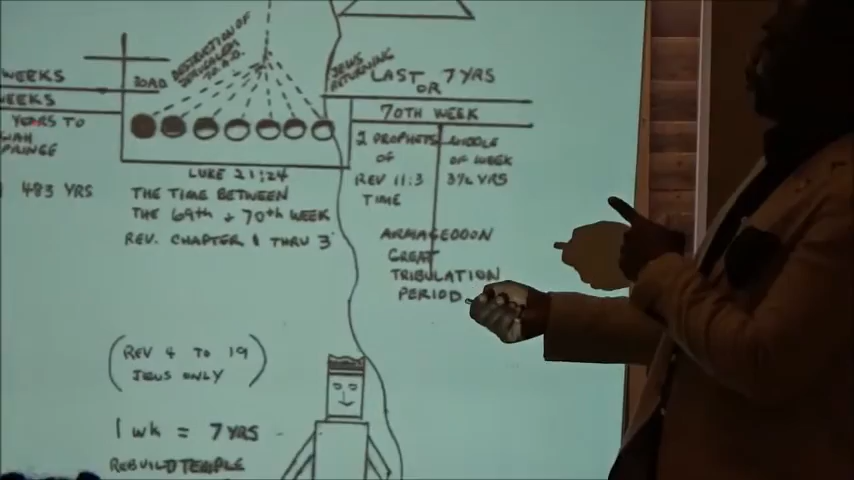 WEEKS
WEEKS
YEARS TO
PRINCE
483 YRS
ROAD
DESTRUCTION OF
JERUSALEM
70 A.D.
JEWS
RETURNING
LAST OR 7 YRS
70TH WEEK
2 PROPHETS
OF
REV 11:3
TIME
MIDDLE
OF WEEK
3½ YRS
LUKE 21:24
THE TIME BETWEEN
THE 69th + 70th WEEK
REV. CHAPTER 1 THRU 3
ARMAGEDDON
GREAT
TRIBULATION
PERIOD
(REV 4 TO 19
JEWS ONLY)
1 wk = 7 YRS
REBUILD TEMPLE